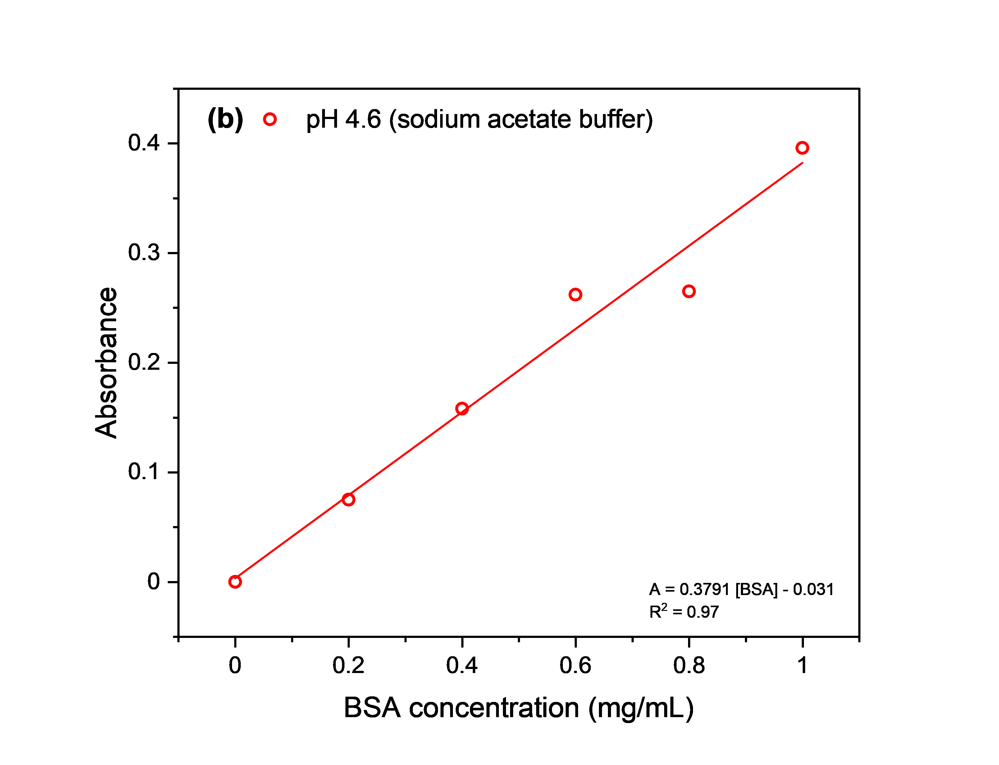 (b) pH 4.6 (sodium acetate buffer)
0.4
0.3
0.2
0.1
0
Absorbance
A = 0.3791 [BSA] - 0.031
R² = 0.97
0 0.2 0.4 0.6 0.8 1
BSA concentration (mg/mL)